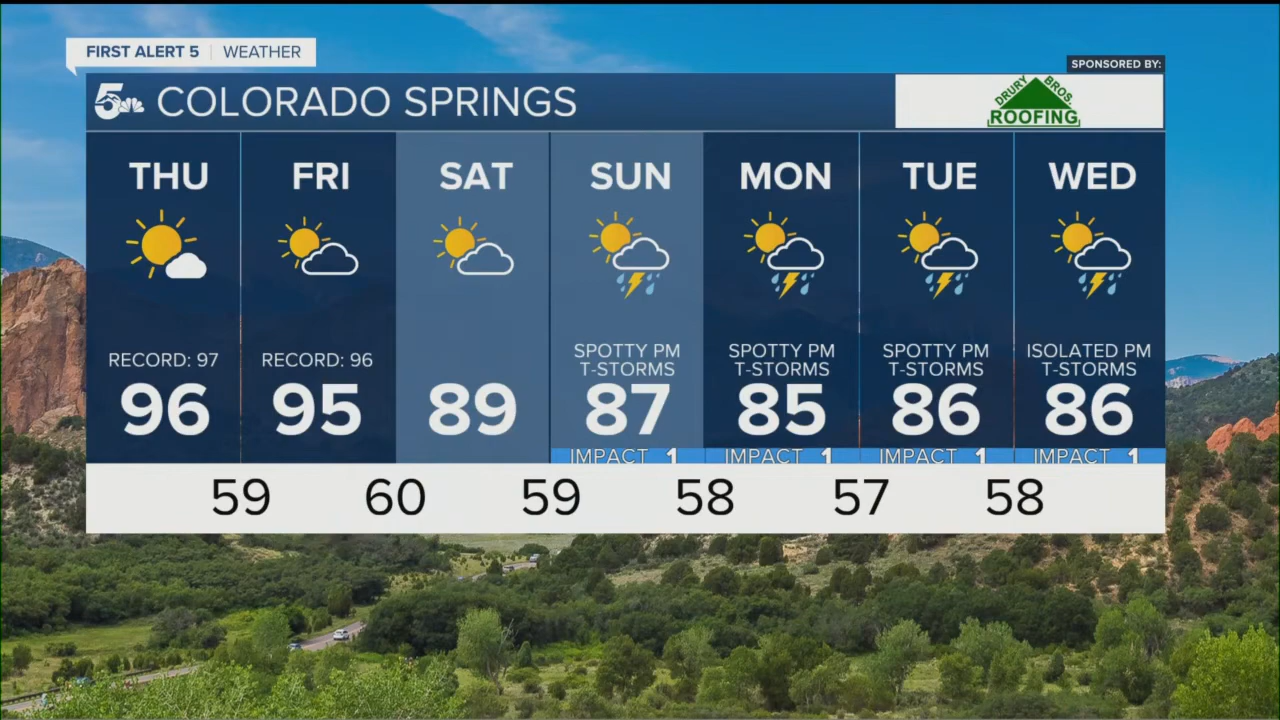 FIRST ALERT 5 | WEATHER
SPONSORED BY:
5 COLORADO SPRINGS
DRURY BROS.
ROOFING
THU FRI SAT SUN MON TUE WED
RECORD: 97 RECORD: 96 SPOTTY PM SPOTTY PM SPOTTY PM ISOLATED PM
T-STORMS T-STORMS T-STORMS T-STORMS
96 95 89 87 85 86 86
IMPACT 1 IMPACT 1 IMPACT 1 IMPACT 1
59 60 59 58 57 58